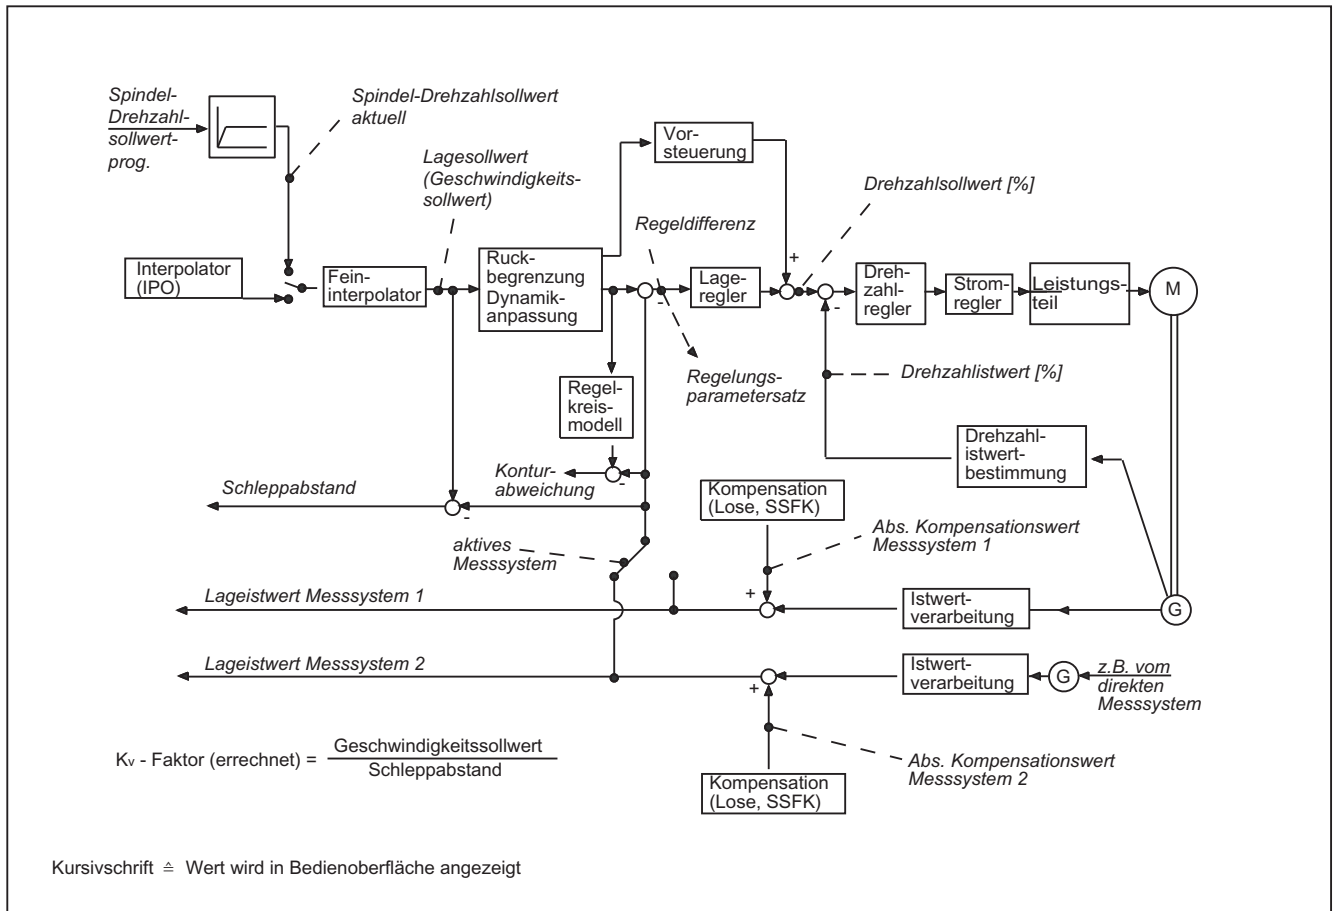 Spindel-
Drehzahl-
sollwert-
prog.
Spindel-Drehzahlsollwert
aktuell
Lagesollwert
(Geschwindigkeits-
sollwert)
Vor-
steuerung
Drehzahlsollwert [%]
Regeldifferenz
Interpolator
(IPO)
Fein-
interpolator
Ruck-
begrenzung
Dynamik-
anpassung
-
Lage-
regler
+
-
Dreh-
zahl-
regler
Strom-
regler
Leistungs-
teil
M
Regelungs-
parametersatz
Drehzahlistwert [%]
Regel-
kreis-
modell
Drehzahl-
istwert-
bestimmung
Kontur-
abweichung
-
Schleppabstand
-
Kompensation
(Lose, SSFK)
Abs. Kompensationswert
Messsystem 1
aktives
Messsystem
Lageistwert Messsystem 1
+
Istwert-
verarbeitung
G
Lageistwert Messsystem 2
+
Istwert-
verarbeitung
G
z.B. vom
direkten
Messsystem
Kv - Faktor (errechnet) =
Geschwindigkeitssollwert
Schleppabstand
Abs. Kompensationswert
Messsystem 2
Kompensation
(Lose, SSFK)
Kursivschrift ≙ Wert wird in Bedienoberfläche angezeigt